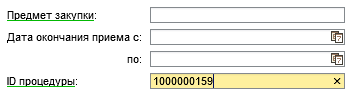 Предмет закупки:
Дата окончания приема с:
по:
ID процедуры: 1000000159